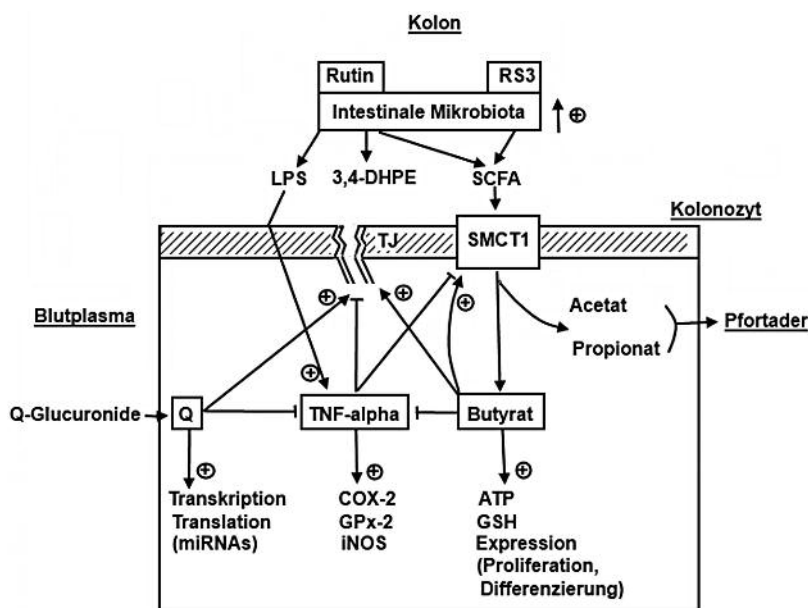 Kolon
Rutin
RS3
Intestinale Mikrobiota
⊕
LPS
3,4-DHPE
SCFA
Kolonozyt
TJ
SMCT1
⊕
⊕
⊕
Acetat
Blutplasma
Pfortader
Propionat
⊕
Q-Glucuronide
Q
TNF-alpha
Butyrat
⊕
⊕
⊕
Transkription
Translation
(miRNAs)
COX-2
GPx-2
iNOS
ATP
GSH
Expression
(Proliferation,
Differenzierung)